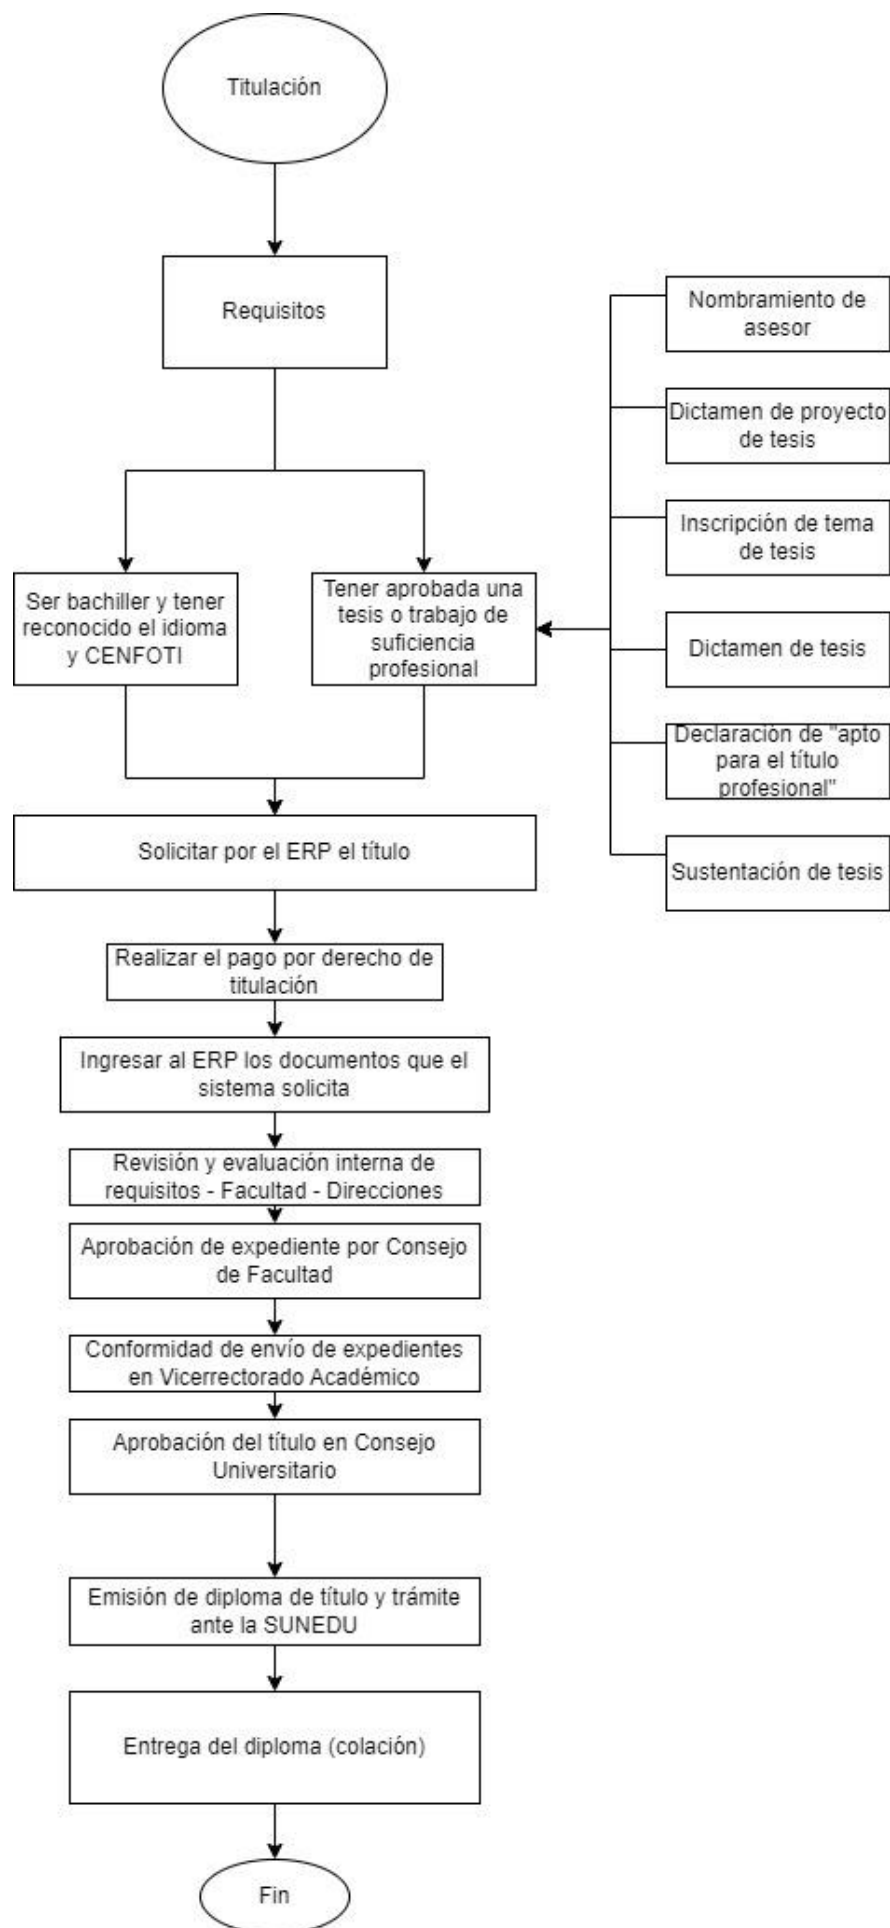 Titulación
Requisitos
Nombramiento de
asesor
Dictamen de proyecto
de tesis
Inscripción de tema
de tesis
Ser bachiller y tener
reconocido el idioma
y CENFOTI
Tener aprobada una
tesis o trabajo de
suficiencia
profesional
Dictamen de tesis
Declaración de "apto
para el título
profesional"
Sustentación de tesis
Solicitar por el ERP el título
Realizar el pago por derecho de
titulación
Ingresar al ERP los documentos que el
sistema solicita
Revisión y evaluación interna de
requisitos - Facultad - Direcciones
Aprobación de expediente por Consejo
de Facultad
Conformidad de envío de expedientes
en Vicerrectorado Académico
Aprobación del título en Consejo
Universitario
Emisión de diploma de título y trámite
ante la SUNEDU
Entrega del diploma (colación)
Fin